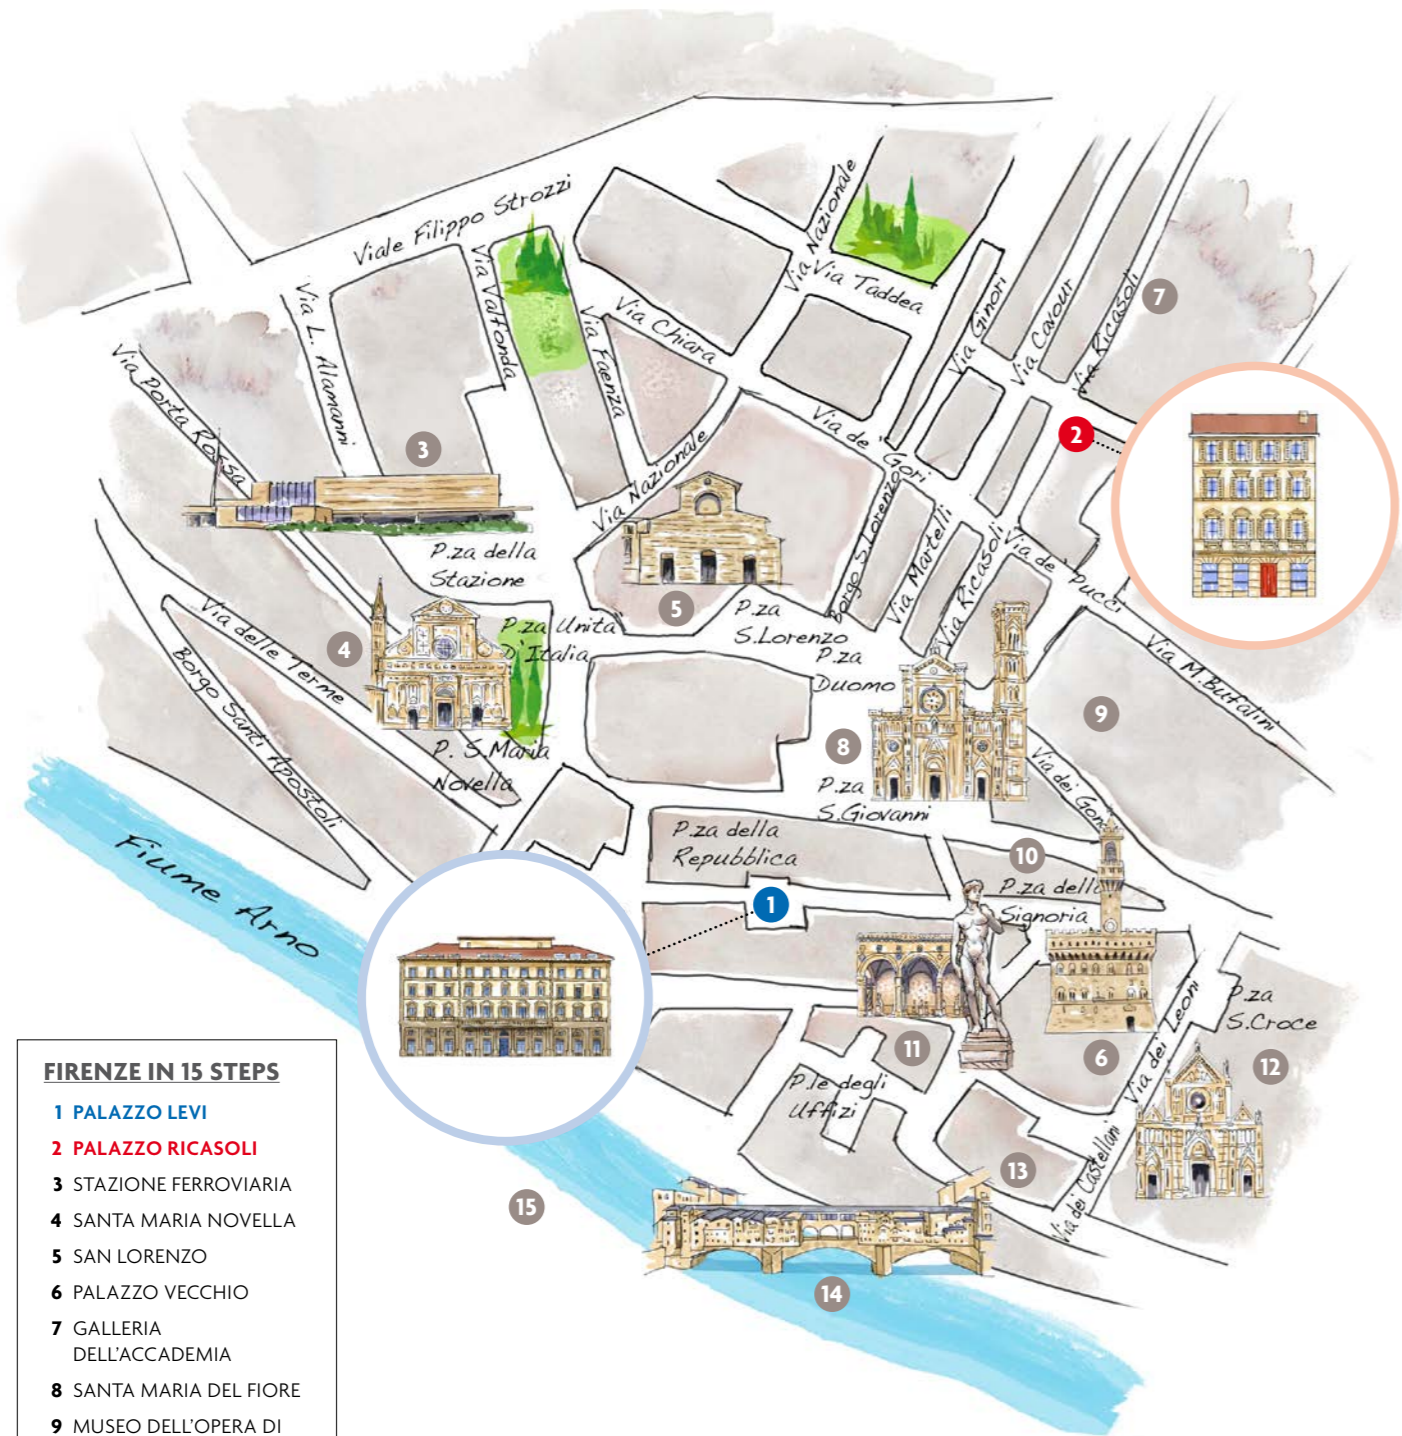 Viale Filippo Strozzi
Via Nazionale
Via Taddea
Via Valfonda
Via L. Alamanni
Via Faenza
Via Chiara
Via Ginori
Via Cavour
Via Ricasoli
7
Via Porta Rossa
3
2
Via Nazionale
Via de' Gori
Borgo S.Lorenzo
Via Martelli
Via Ricasoli
Via de' Pucci
Via M.Bufalini
P.za della
Stazione
5
P.za
S.Lorenzo
P.za Unità
D'Italia
4
Via delle Terme
Borgo Santi Apostoli
P.za
Duomo
8
9
P. S.Maria
Novella
P.za
S.Giovanni
Via dei
P.za della
Repubblica
10
P.za della
Signoria
1
Fiume Arno
Via dei Leoni
P.za
S.Croce
11
6
12
P.le degli
Uffizi
Via dei Castellani
13
15
14
FIRENZE IN 15 STEPS
1 PALAZZO LEVI
2 PALAZZO RICASOLI
3 STAZIONE FERROVIARIA
4 SANTA MARIA NOVELLA
5 SAN LORENZO
6 PALAZZO VECCHIO
7 GALLERIA
DELL'ACCADEMIA
8 SANTA MARIA DEL FIORE
9 MUSEO DELL'OPERA DI